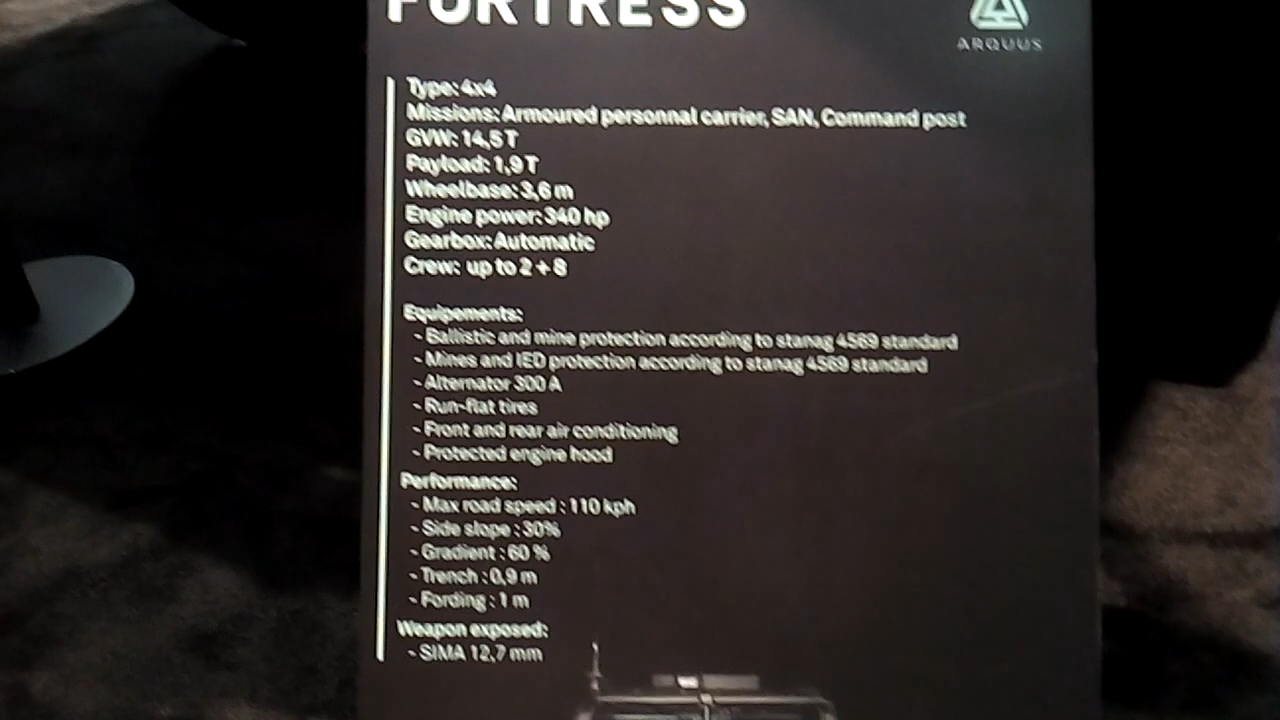 FORTRESS
ARQUUS
Type: 4x4
Missions: Armoured personnal carrier, SAN, Command post
GVW: 14,5 T
Payload: 1,9 T
Wheelbase: 3,6 m
Engine power: 340 hp
Gearbox: Automatic
Crew: up to 2 + 8
Equipements:
- Ballistic and mine protection according to stanag 4569 standard
- Mines and IED protection according to stanag 4569 standard
- Alternator 300 A
- Run-flat tires
- Front and rear air conditioning
- Protected engine hood
Performance:
- Max road speed : 110 kph
- Side slope : 30%
- Gradient : 60 %
- Trench : 0,9 m
- Fording : 1 m
Weapon exposed:
- SIMA 12,7 mm